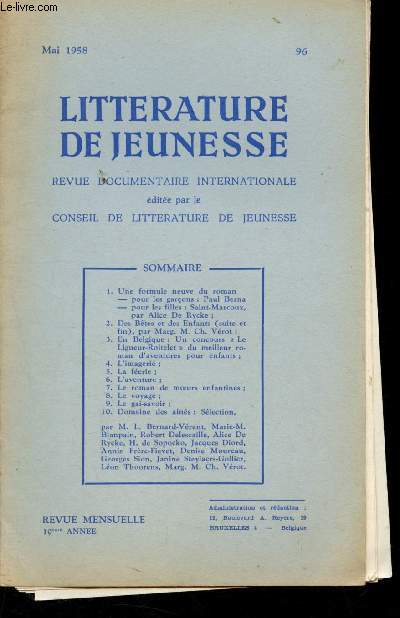 Le-livre.com
Mai 1958 96
LITTERATURE
DE JEUNESSE
REVUE DOCUMENTAIRE INTERNATIONALE
éditée par le
CONSEIL DE LITTERATURE DE JEUNESSE
SOMMAIRE
1. Une formule neuve du roman
— pour les garçons : Paul Berna
— pour les filles : Saint-Marcoux,
par Alice De Rycke ;
2. Des Bêtes et des Enfants (suite et
fin), par Marg. M. Ch. Vérot ;
3. En Belgique : Un concours « Le
Ligueur-Roitelet » du meilleur ro-
man d'aventures pour enfants ;
4. L'imagerie ;
5. La féerie ;
6. L'aventure ;
7. Le roman de mœurs enfantines ;
8. Le voyage ;
9. Le gai-savoir ;
10. Domaine des aînés : Sélection,
par M. L. Bernard-Vérant, Marie-M.
Blanpain, Robert Delescaille, Alice De
Rycke, H. de Sopocko, Jacques Diord,
Annie Frère-Fievet, Denise Moureau,
Georges Sion, Janine Steylaers-Gollier,
Léon Thoorens, Marg. M. Ch. Vérot.
REVUE MENSUELLE
10ème ANNEE
Administration et rédaction :
BRUXELLES 4 — Belgique